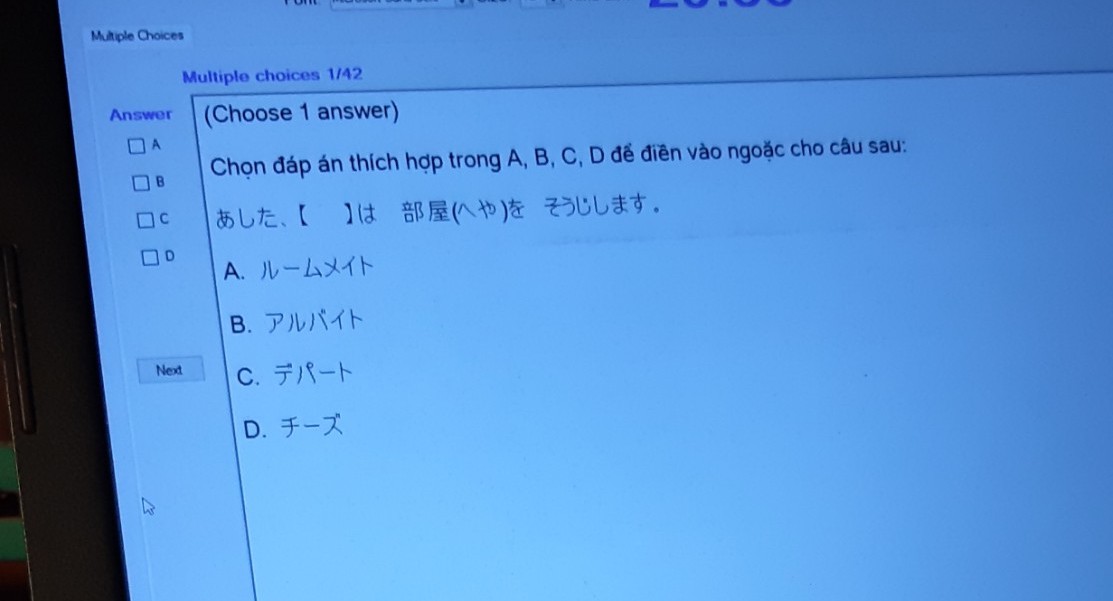 Multiple Choices
Multiple choices 1/42
Answer
(Choose 1 answer)
A
B
C
D
Chọn đáp án thích hợp trong A, B, C, D để điền vào ngoặc cho câu sau:
あした、【 】は 部屋(へや)を そうじします。
A. ルームメイト
B. アルバイト
C. デパート
D. チーズ
Next